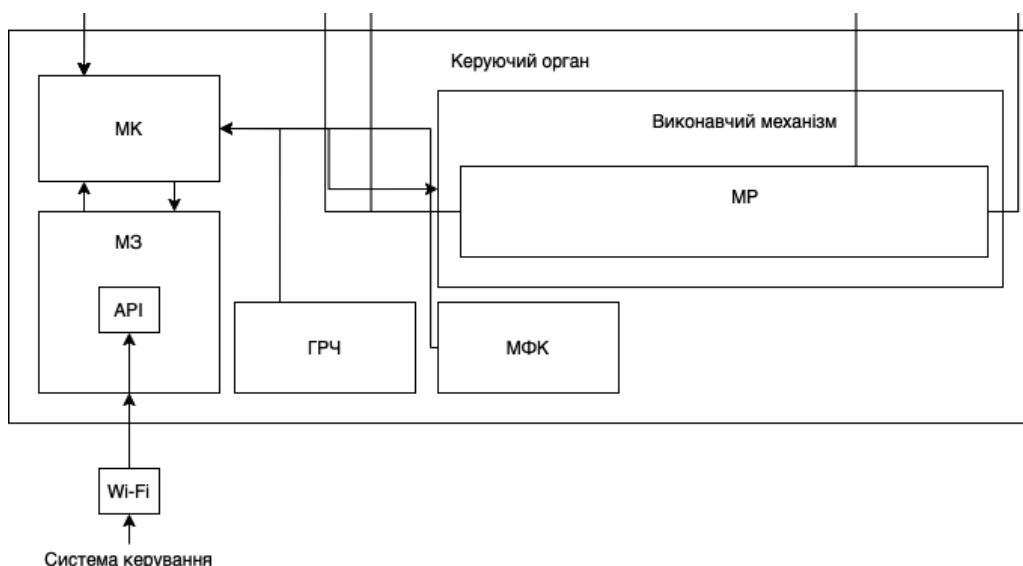 Керуючий орган
МК
Виконавчий механізм
МР
МЗ
API
ГРЧ
МФК
Wi-Fi
Система керування